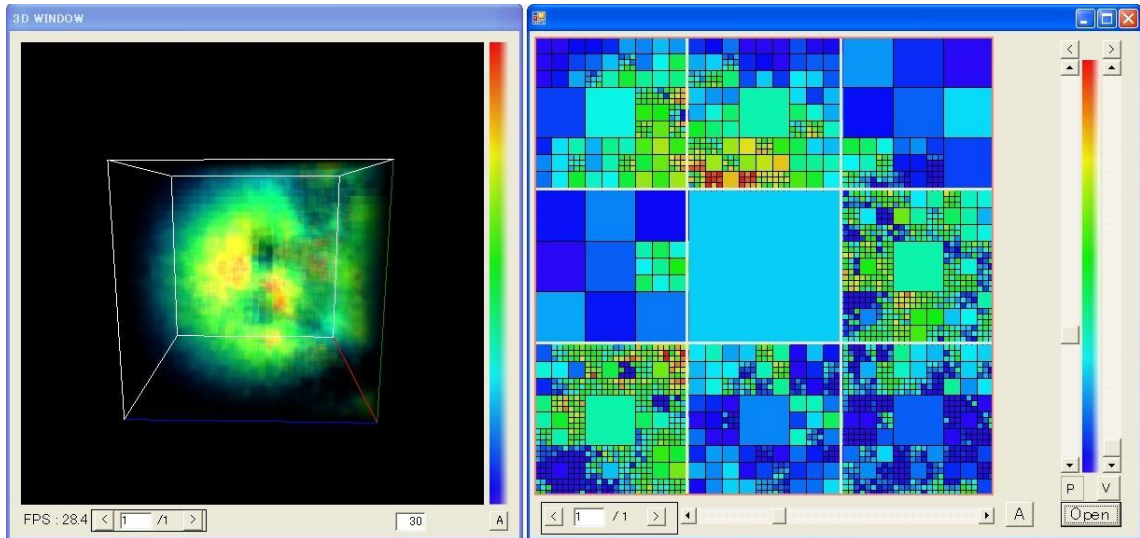 3D WINDOW
FPS : 28.4 < 1 /1 > 30 A
< >
P V
< 1 / 1 > A Open